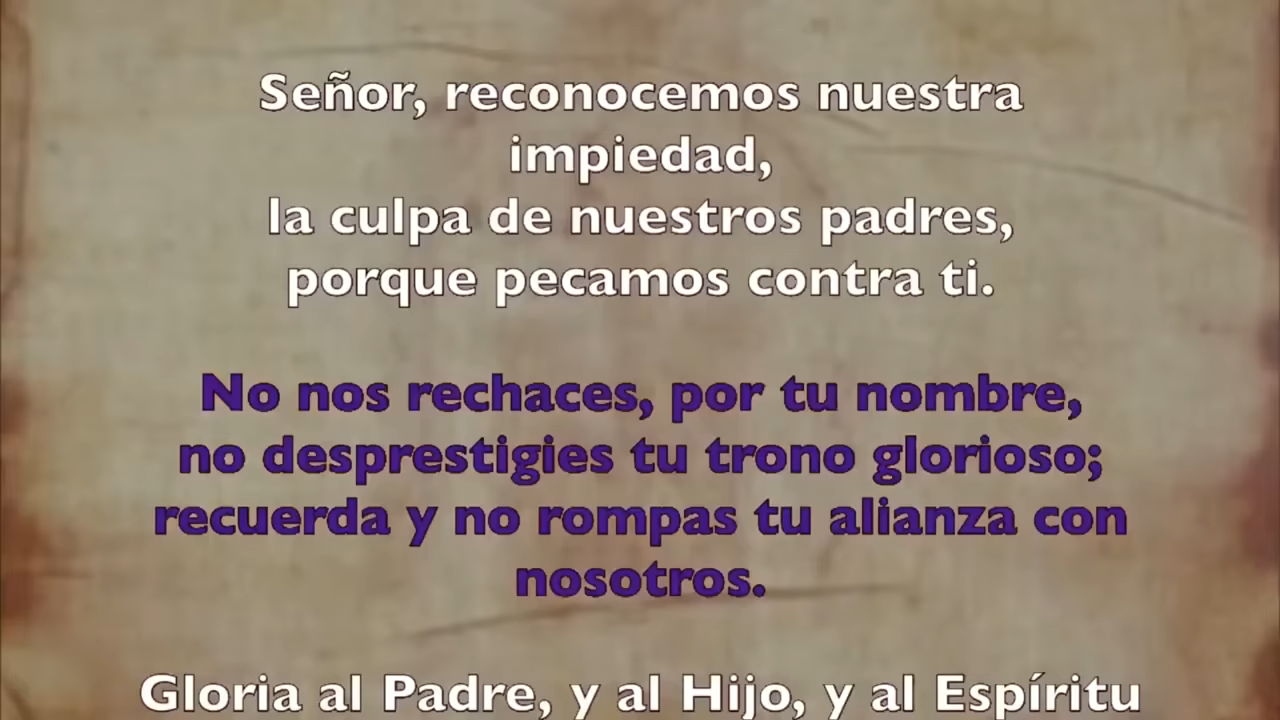 Señor, reconocemos nuestra
impiedad,
la culpa de nuestros padres,
porque pecamos contra ti.
No nos rechaces, por tu nombre,
no desprestigies tu trono glorioso;
recuerda y no rompas tu alianza con
nosotros.
Gloria al Padre, y al Hijo, y al Espíritu